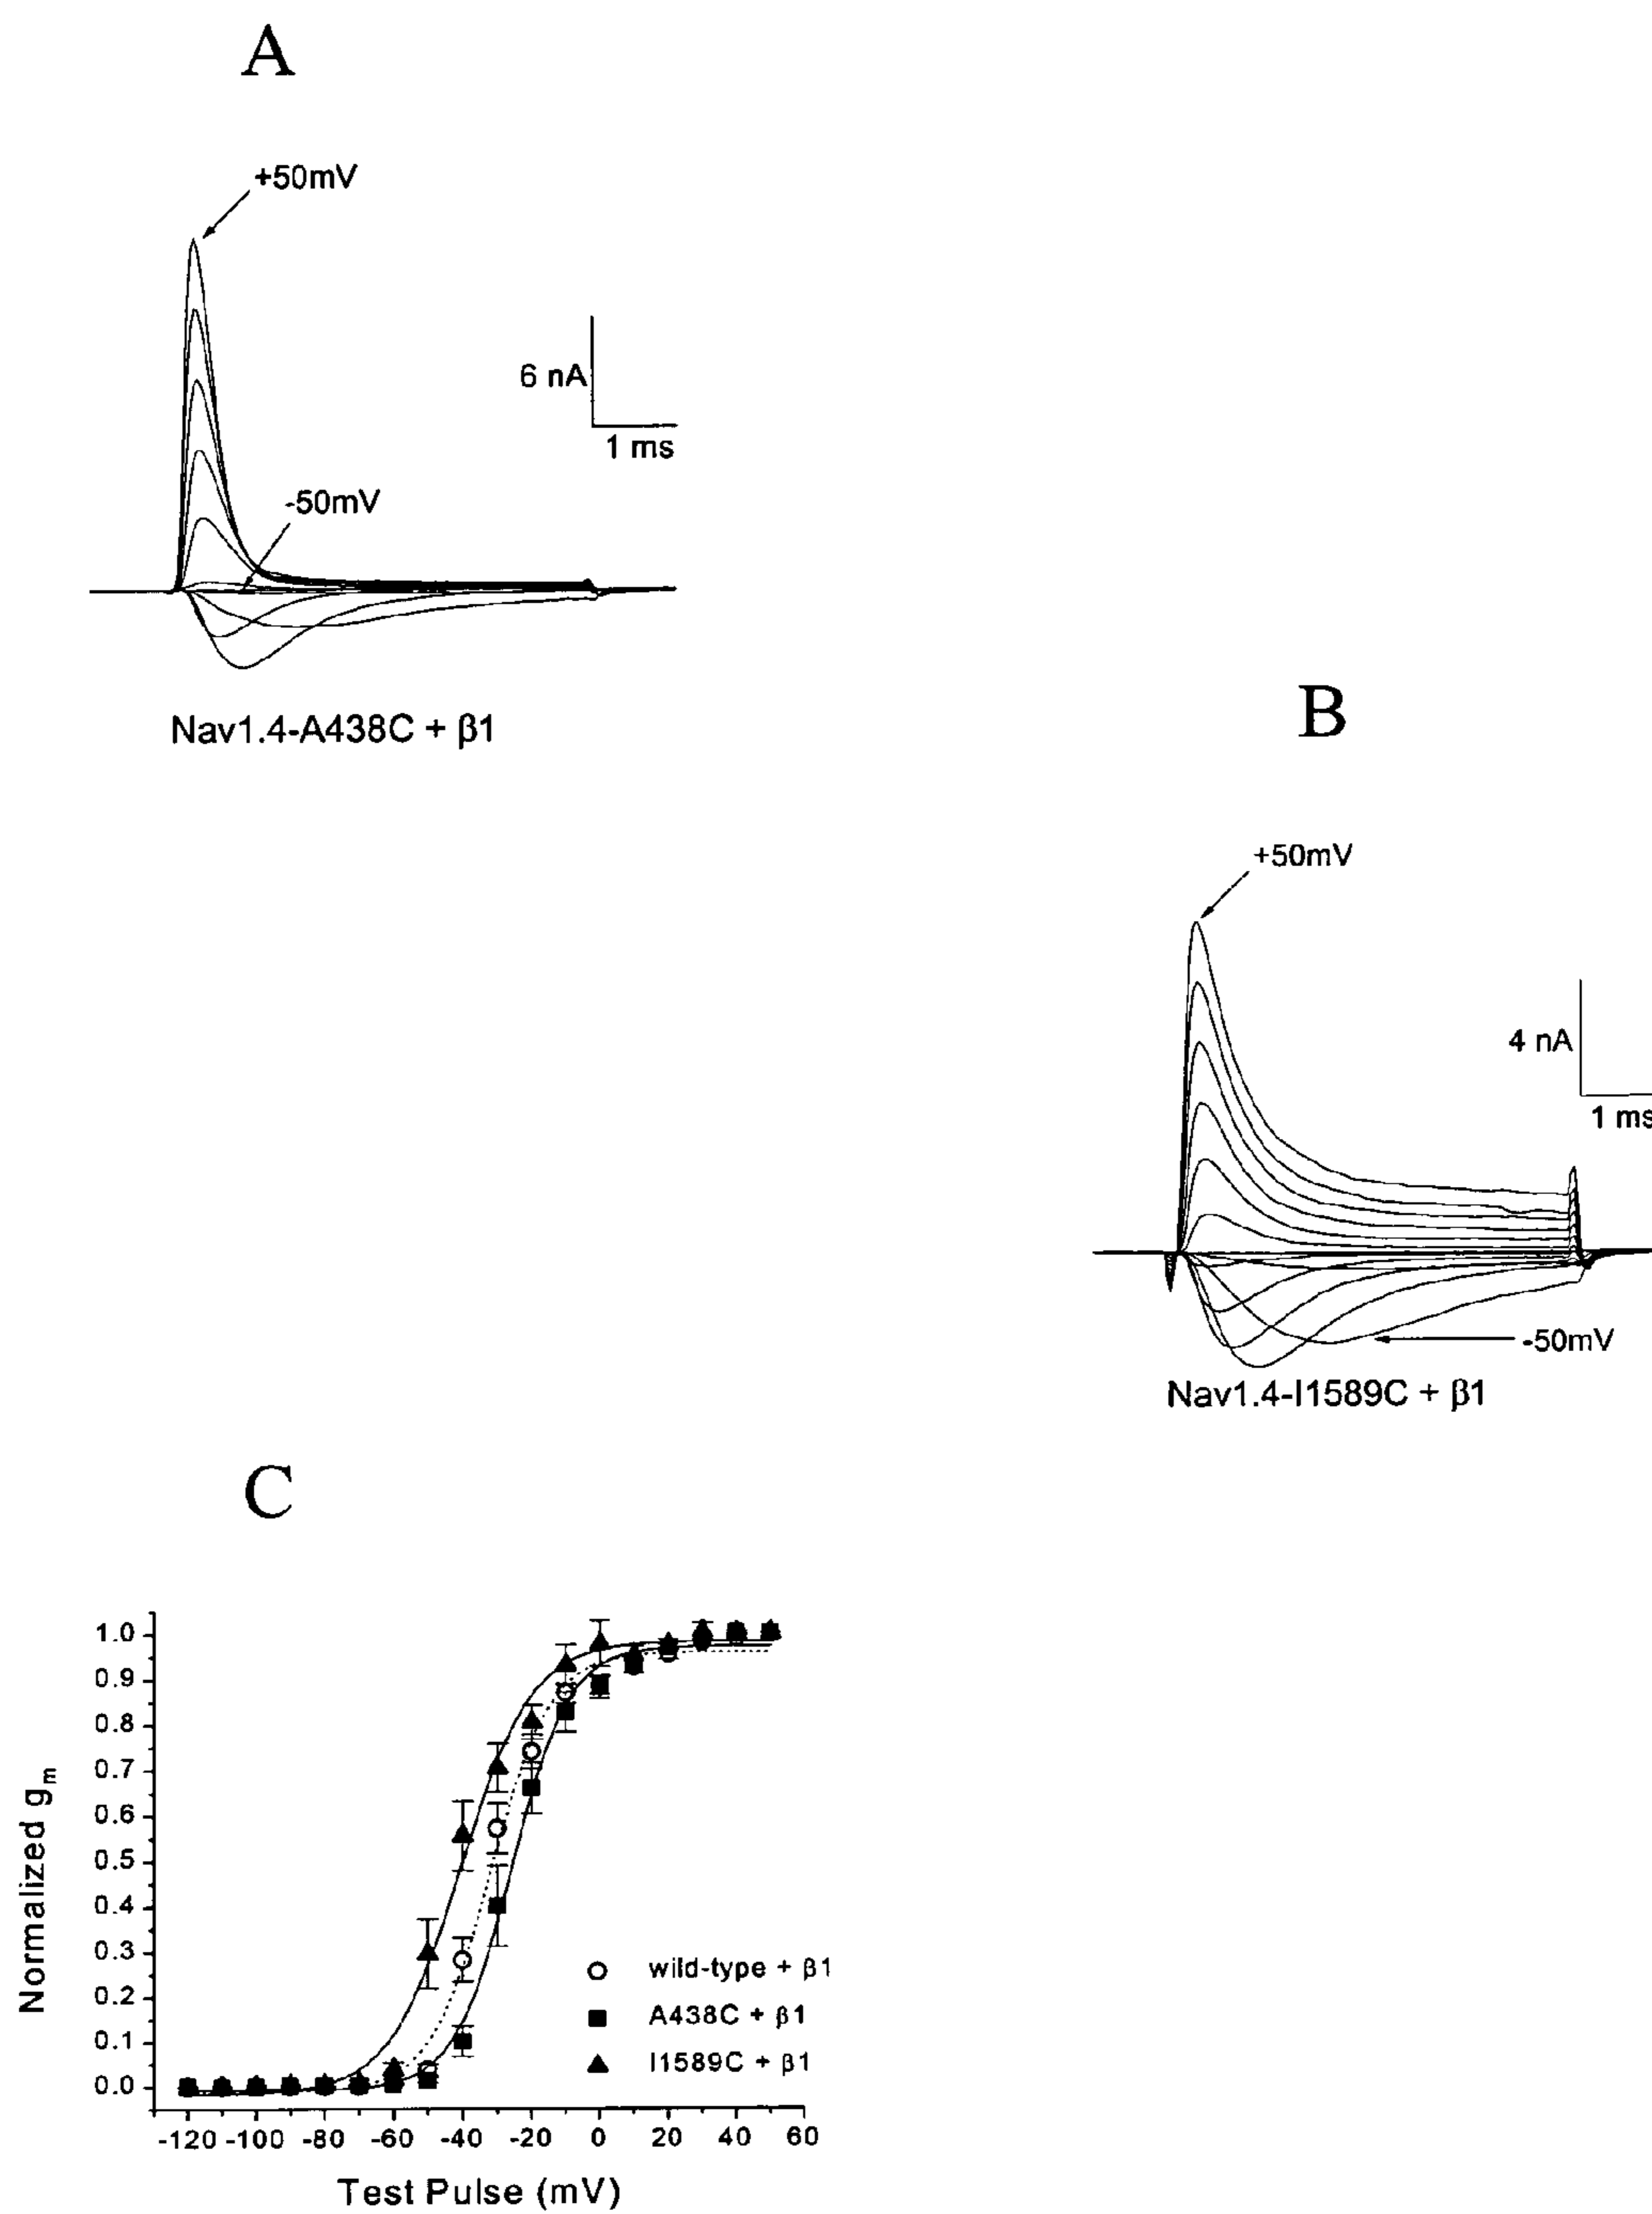 A
+50mV
6 nA
1 ms
-50mV
Nav1.4-A438C + β1
B
+50mV
4 nA
1 ms
-50mV
Nav1.4-I1589C + β1
C
1.0
0.9
0.8
0.7
0.6
0.5
0.4
0.3
0.2
0.1
0.0
Normalized gm
wild-type + β1
A438C + β1
I1589C + β1
-120 -100 -80 -60 -40 -20 0 20 40 60
Test Pulse (mV)